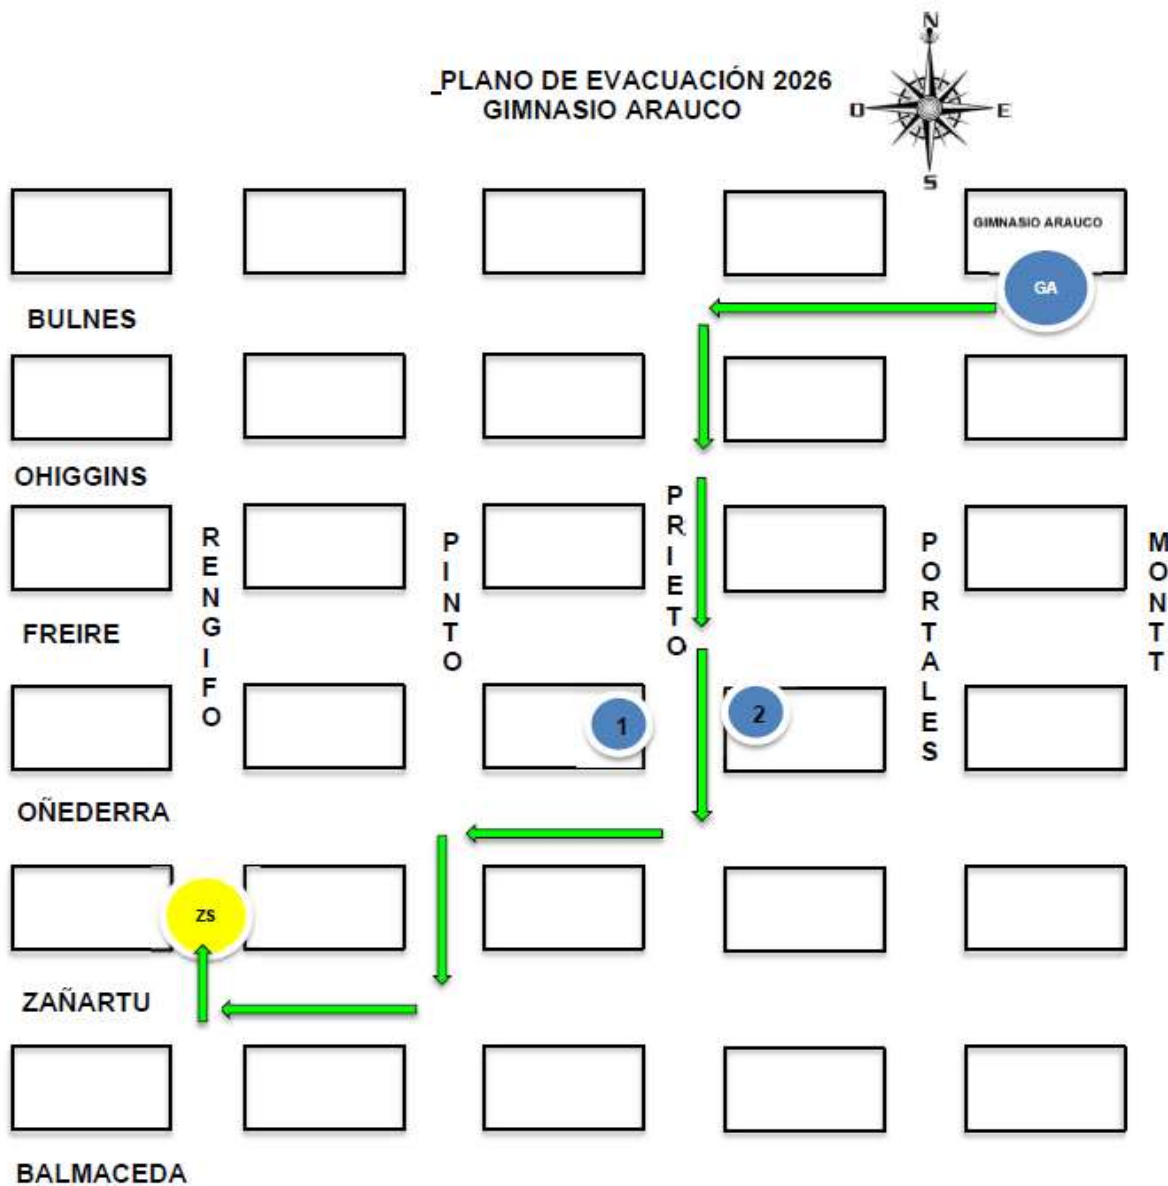 N
_PLANO DE EVACUACIÓN 2026
GIMNASIO ARAUCO
O
E
S
GIMNASIO ARAUCO
GA
BULNES
OHIGGINS
RENGIFO
PINTO
PRIETO
PORTALES
MONTT
FREIRE
1
2
OÑEDERRA
ZS
ZAÑARTU
BALMACEDA